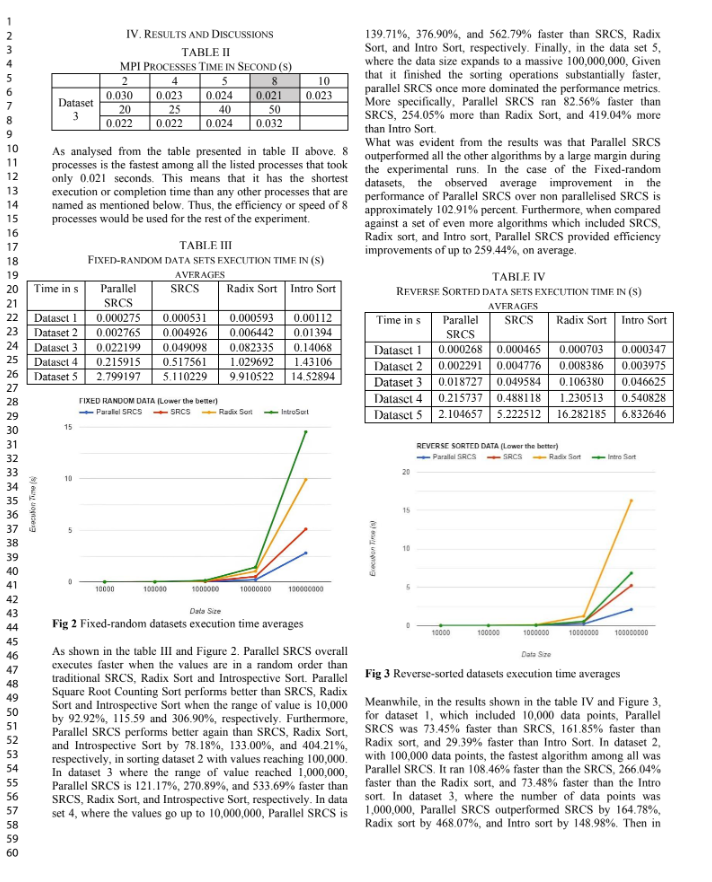 1
2
3
4
5
6
7
8
9
10
11
12
13
14
15
16
17
18
19
20
21
22
23
24
25
26
27
28
29
30
31
32
33
34
35
36
37
38
39
40
41
42
43
44
45
46
47
48
49
50
51
52
53
54
55
56
57
58
59
60
IV. RESULTS AND DISCUSSIONS
TABLE II
MPI PROCESSES TIME IN SECOND (S)
2 4 5 8 10
Dataset 3 0.030 0.023 0.024 0.021 0.023
20 25 40 50
0.022 0.022 0.024 0.032
As analysed from the table presented in table II above. 8
processes is the fastest among all the listed processes that took
only 0.021 seconds. This means that it has the shortest
execution or completion time than any other processes that are
named as mentioned below. Thus, the efficiency or speed of 8
processes would be used for the rest of the experiment.
TABLE III
FIXED-RANDOM DATA SETS EXECUTION TIME IN (S)
AVERAGES
Time in s Parallel SRCS SRCS Radix Sort Intro Sort
Dataset 1 0.000275 0.000531 0.000593 0.00112
Dataset 2 0.002765 0.004926 0.006442 0.01394
Dataset 3 0.022199 0.049098 0.082335 0.14068
Dataset 4 0.215915 0.517561 1.029692 1.43106
Dataset 5 2.799197 5.110229 9.910522 14.52894
FIXED RANDOM DATA (Lower the better)
Parallel SRCS SRCS Radix Sort IntroSort
15
10
5
0
Execution Time (s)
10000 100000 1000000 10000000 100000000
Data Size
Fig 2 Fixed-random datasets execution time averages
As shown in the table III and Figure 2. Parallel SRCS overall
executes faster when the values are in a random order than
traditional SRCS, Radix Sort and Introspective Sort. Parallel
Square Root Counting Sort performs better than SRCS, Radix
Sort and Introspective Sort when the range of value is 10,000
by 92.92%, 115.59 and 306.90%, respectively. Furthermore,
Parallel SRCS performs better again than SRCS, Radix Sort,
and Introspective Sort by 78.18%, 133.00%, and 404.21%,
respectively, in sorting dataset 2 with values reaching 100,000.
In dataset 3 where the range of value reached 1,000,000,
Parallel SRCS is 121.17%, 270.89%, and 533.69% faster than
SRCS, Radix Sort, and Introspective Sort, respectively. In data
set 4, where the values go up to 10,000,000, Parallel SRCS is
139.71%, 376.90%, and 562.79% faster than SRCS, Radix
Sort, and Intro Sort, respectively. Finally, in the data set 5,
where the data size expands to a massive 100,000,000, Given
that it finished the sorting operations substantially faster,
parallel SRCS once more dominated the performance metrics.
More specifically, Parallel SRCS ran 82.56% faster than
SRCS, 254.05% more than Radix Sort, and 419.04% more
than Intro Sort.
What was evident from the results was that Parallel SRCS
outperformed all the other algorithms by a large margin during
the experimental runs. In the case of the Fixed-random
datasets, the observed average improvement in the
performance of Parallel SRCS over non parallelised SRCS is
approximately 102.91% percent. Furthermore, when compared
against a set of even more algorithms which included SRCS,
Radix sort, and Intro sort, Parallel SRCS provided efficiency
improvements of up to 259.44%, on average.
TABLE IV
REVERSE SORTED DATA SETS EXECUTION TIME IN (S)
AVERAGES
Time in s Parallel SRCS SRCS Radix Sort Intro Sort
Dataset 1 0.000268 0.000465 0.000703 0.000347
Dataset 2 0.002291 0.004776 0.008386 0.003975
Dataset 3 0.018727 0.049584 0.106380 0.046625
Dataset 4 0.215737 0.488118 1.230513 0.540828
Dataset 5 2.104657 5.222512 16.282185 6.832646
REVERSE SORTED DATA (Lower the better)
Parallel SRCS SRCS Radix Sort Intro Sort
20
15
10
5
0
Execution Time (s)
10000 100000 1000000 10000000 100000000
Data Size
Fig 3 Reverse-sorted datasets execution time averages
Meanwhile, in the results shown in the table IV and Figure 3,
for dataset 1, which included 10,000 data points, Parallel
SRCS was 73.45% faster than SRCS, 161.85% faster than
Radix sort, and 29.39% faster than Intro Sort. In dataset 2,
with 100,000 data points, the fastest algorithm among all was
Parallel SRCS. It ran 108.46% faster than the SRCS, 266.04%
faster than the Radix sort, and 73.48% faster than the Intro
sort. In dataset 3, where the number of data points was
1,000,000, Parallel SRCS outperformed SRCS by 164.78%,
Radix sort by 468.07%, and Intro sort by 148.98%. Then in